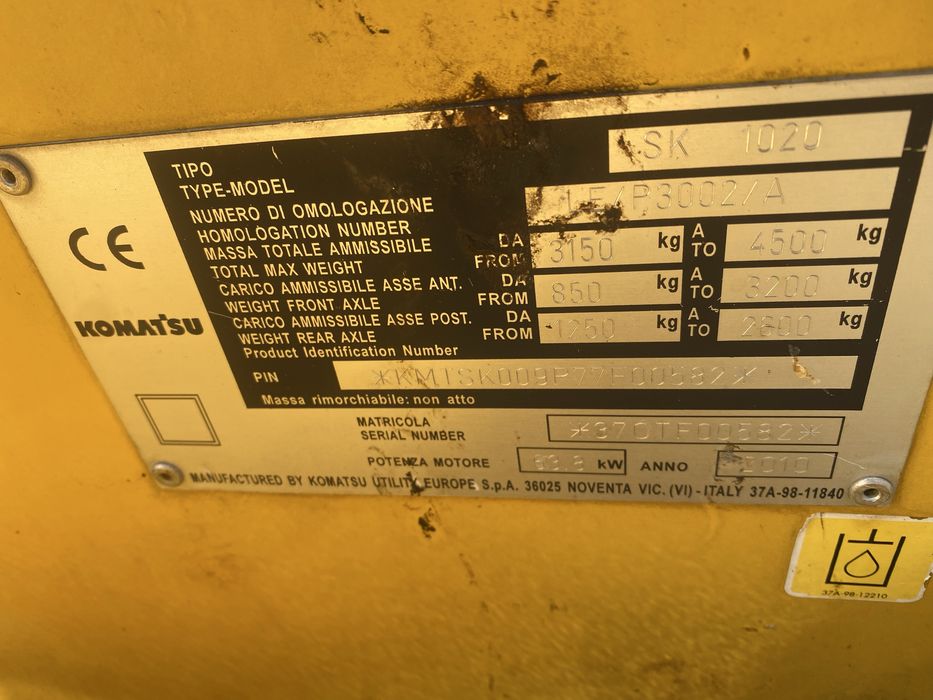 TIPO
TYPE-MODEL SK 1020
NUMERO DI OMOLOGAZIONE
HOMOLOGATION NUMBER /P3002/A
MASSA TOTALE AMMISSIBILE
TOTAL MAX WEIGHT DA FROM 3150 kg A TO 4500 kg
CARICO AMMISSIBILE ASSE ANT.
WEIGHT FRONT AXLE DA FROM 850 kg A TO 3200 kg
CARICO AMMISSIBILE ASSE POST.
WEIGHT REAR AXLE DA FROM 1250 kg A TO 2800 kg
Product Identification Number
PIN *KMTSK009P77F00582*
Massa rimorchiabile: non atto
CE
KOMATSU
MATRICOLA
SERIAL NUMBER *370TF00582*
POTENZA MOTORE kW ANNO 2010
MANUFACTURED BY KOMATSU UTILITY EUROPE S.p.A. 36025 NOVENTA VIC. (VI) - ITALY 37A-98-11840
37A-98-12210